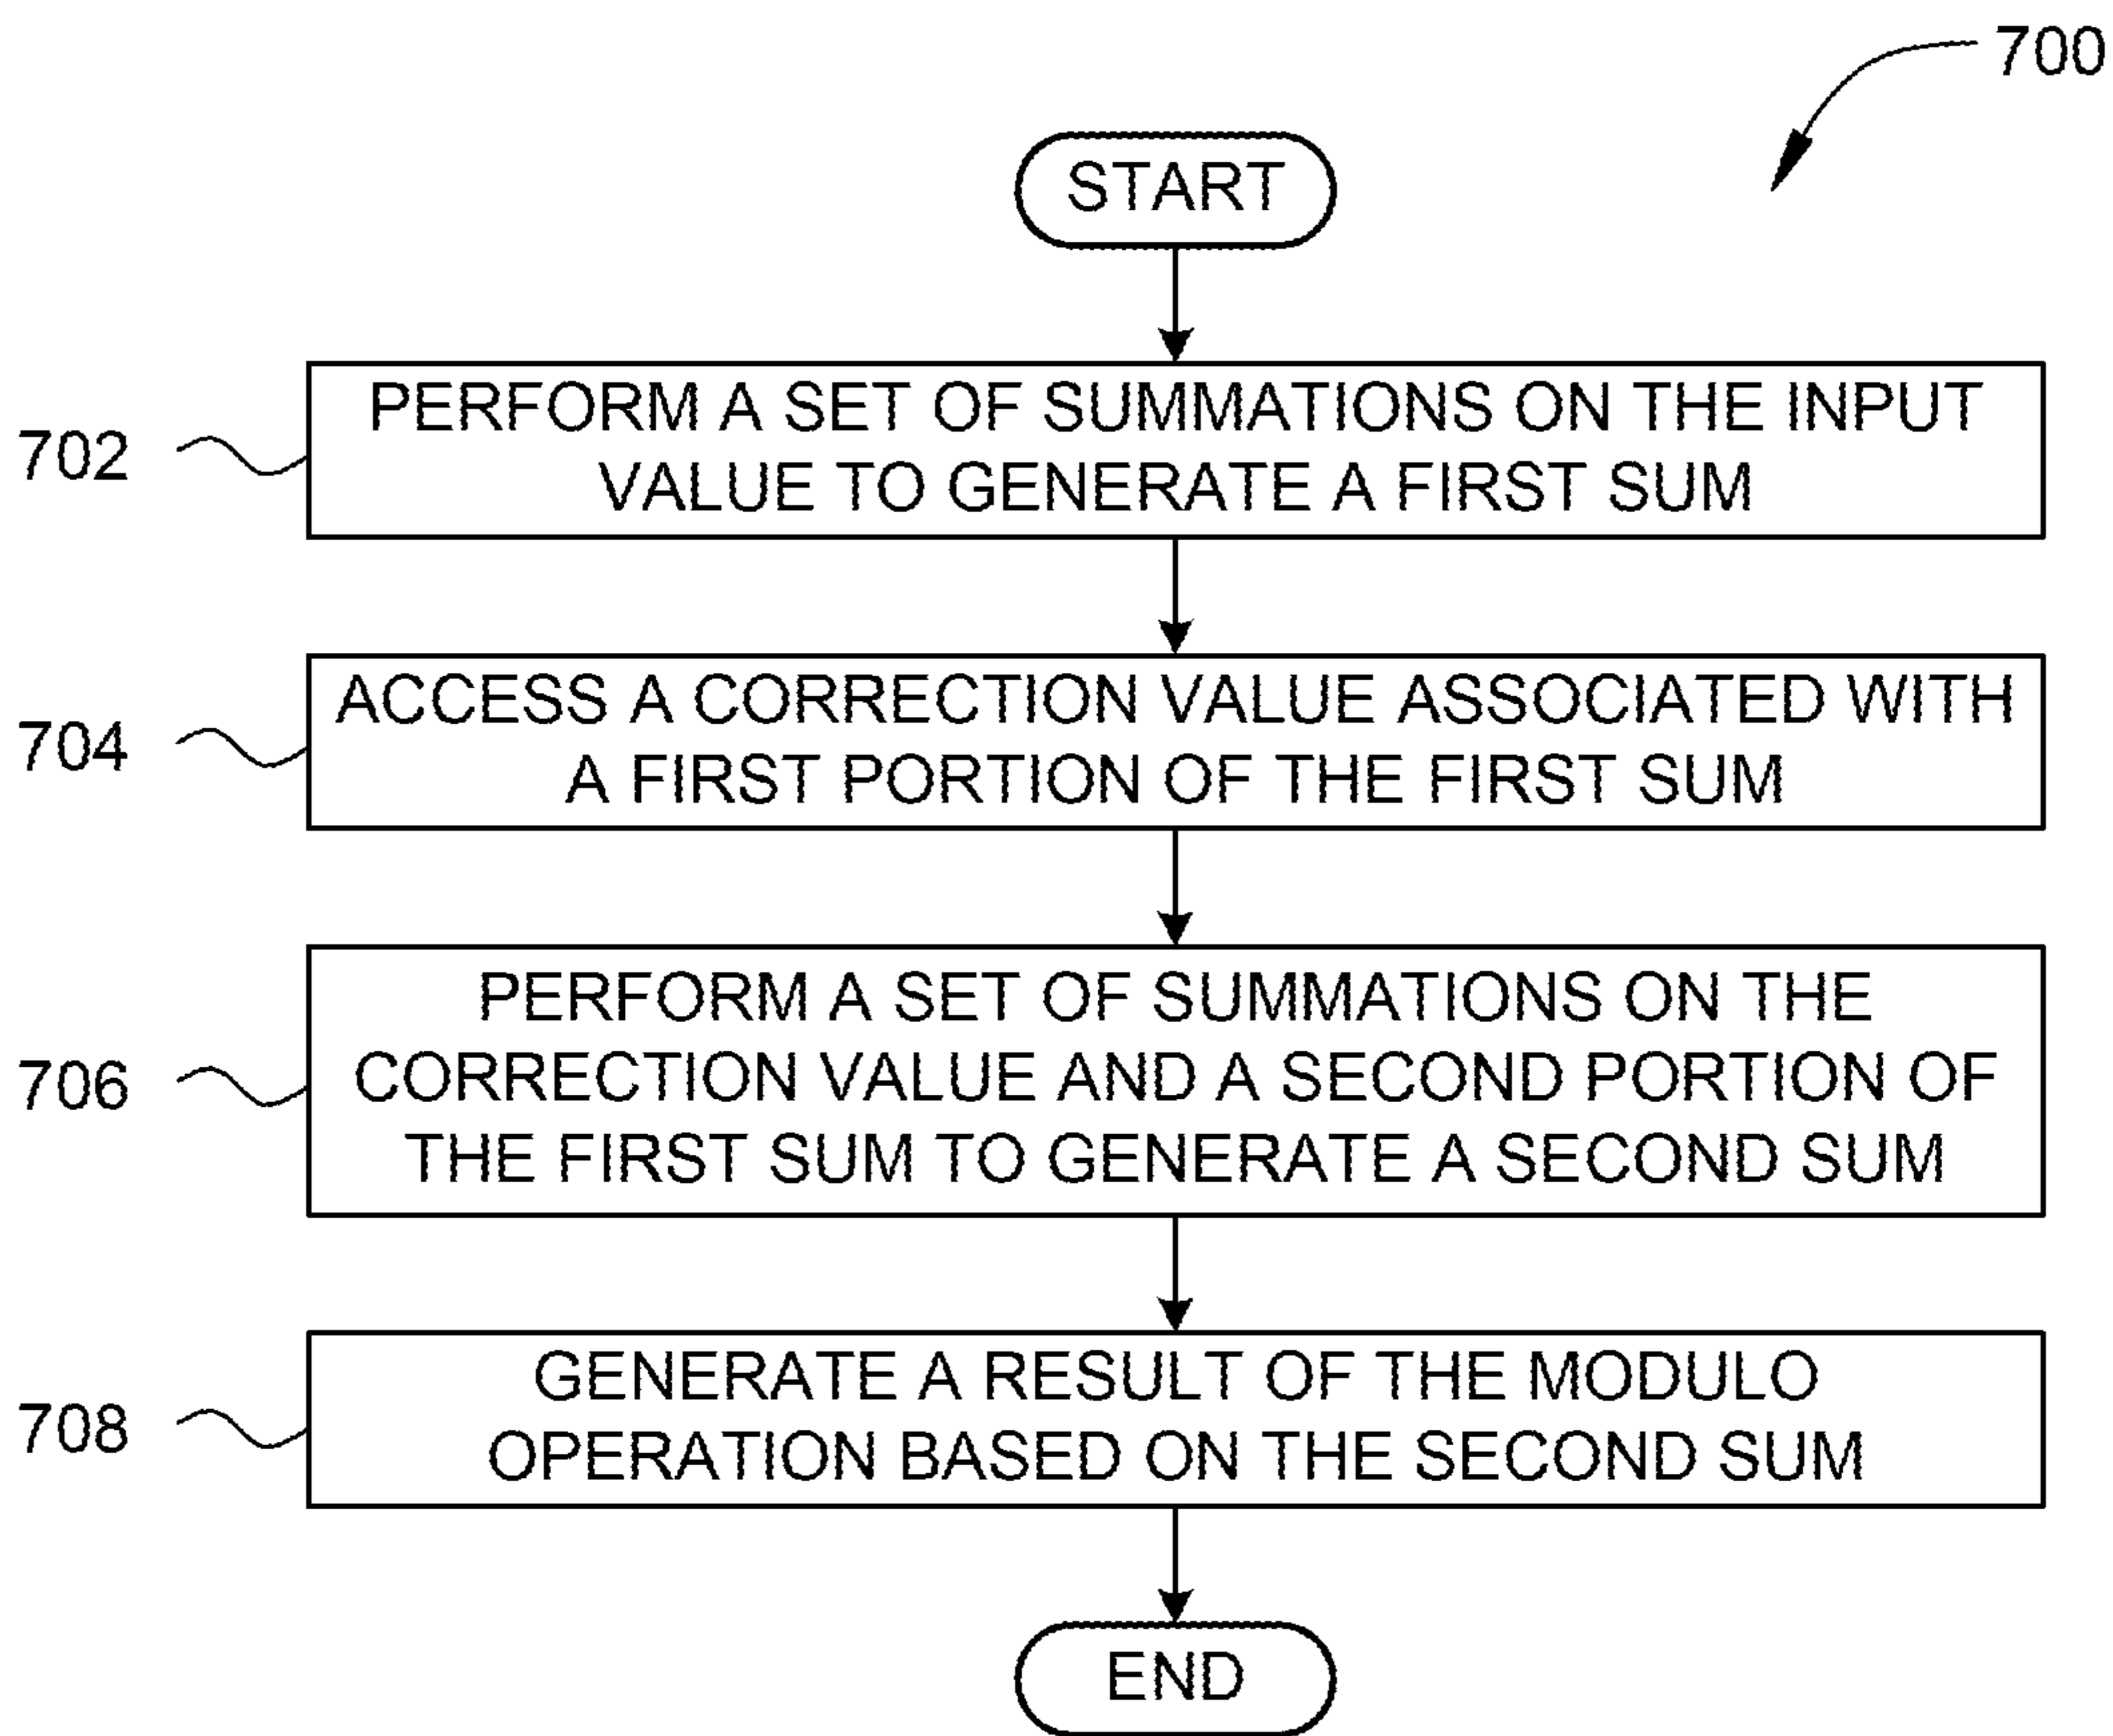 700
START
702
PERFORM A SET OF SUMMATIONS ON THE INPUT
VALUE TO GENERATE A FIRST SUM
704
ACCESS A CORRECTION VALUE ASSOCIATED WITH
A FIRST PORTION OF THE FIRST SUM
706
PERFORM A SET OF SUMMATIONS ON THE
CORRECTION VALUE AND A SECOND PORTION OF
THE FIRST SUM TO GENERATE A SECOND SUM
708
GENERATE A RESULT OF THE MODULO
OPERATION BASED ON THE SECOND SUM
END